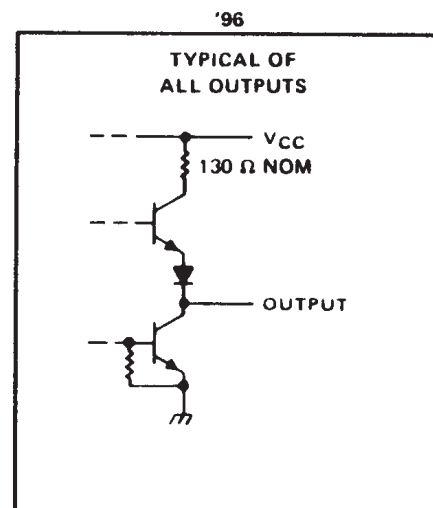 '96
TYPICAL OF
ALL OUTPUTS
VCC
130 Ω NOM
OUTPUT